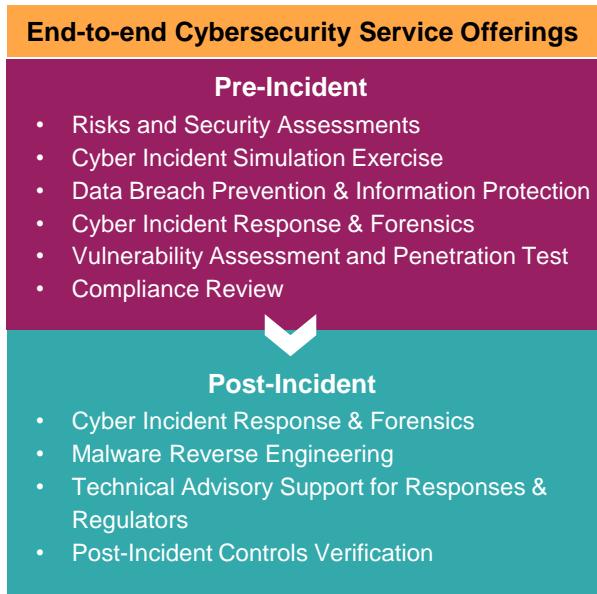 End-to-end Cybersecurity Service Offerings
Pre-Incident
• Risks and Security Assessments
• Cyber Incident Simulation Exercise
• Data Breach Prevention & Information Protection
• Cyber Incident Response & Forensics
• Vulnerability Assessment and Penetration Test
• Compliance Review
Post-Incident
• Cyber Incident Response & Forensics
• Malware Reverse Engineering
• Technical Advisory Support for Responses &
Regulators
• Post-Incident Controls Verification